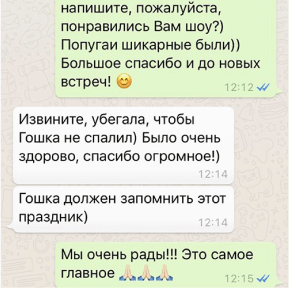 напишите, пожалуйста,
понравились Вам шоу?)
Попугаи шикарные были))
Большое спасибо и до новых
встреч! 😊
12:12
Извините, убегала, чтобы
Гошка не спалил) Было очень
здорово, спасибо огромное!)
12:14
Гошка должен запомнить этот
праздник)
12:14
Мы очень рады!!! Это самое
главное 🙏🏻🙏🏻🙏🏻
12:15